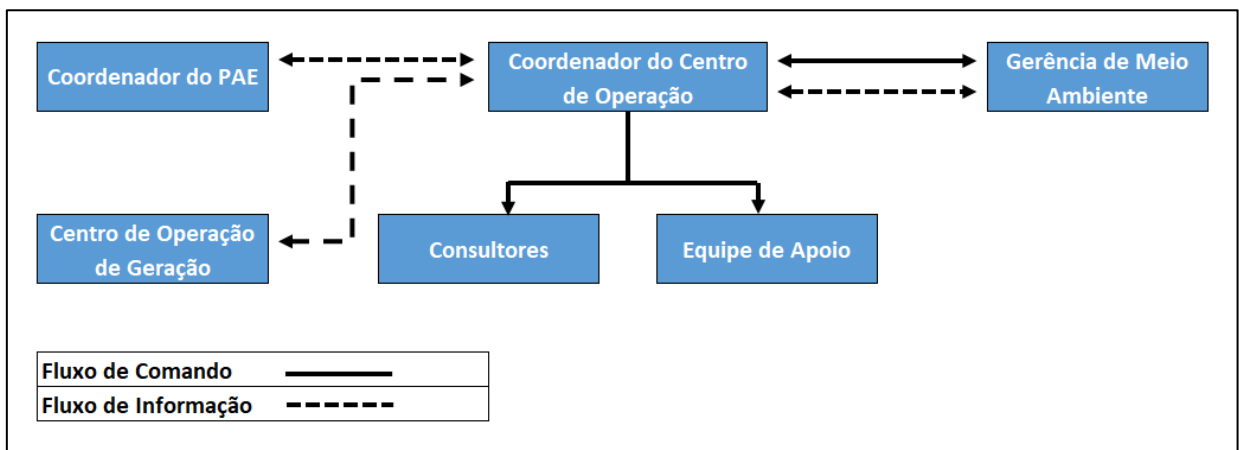 Coordenador do PAE
Coordenador do Centro
de Operação
Gerência de Meio
Ambiente
Centro de Operação
de Geração
Consultores
Equipe de Apoio
Fluxo de Comando
Fluxo de Informação